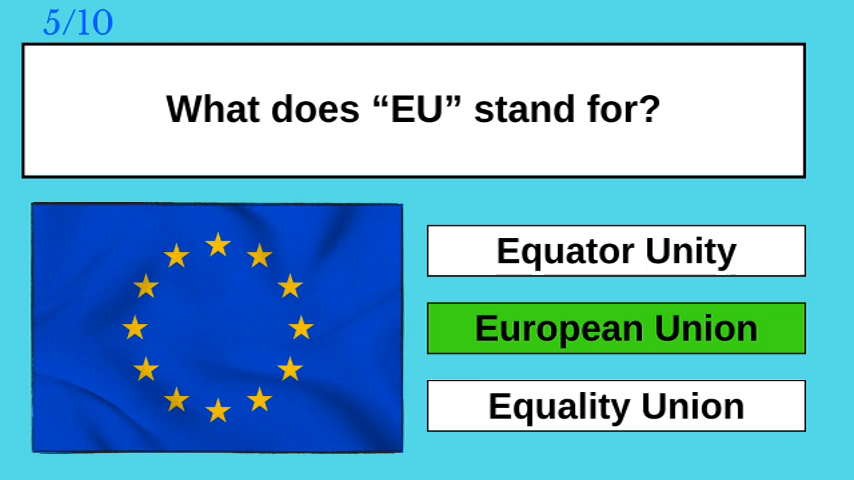 5/10
What does “EU” stand for?
Equator Unity
European Union
Equality Union